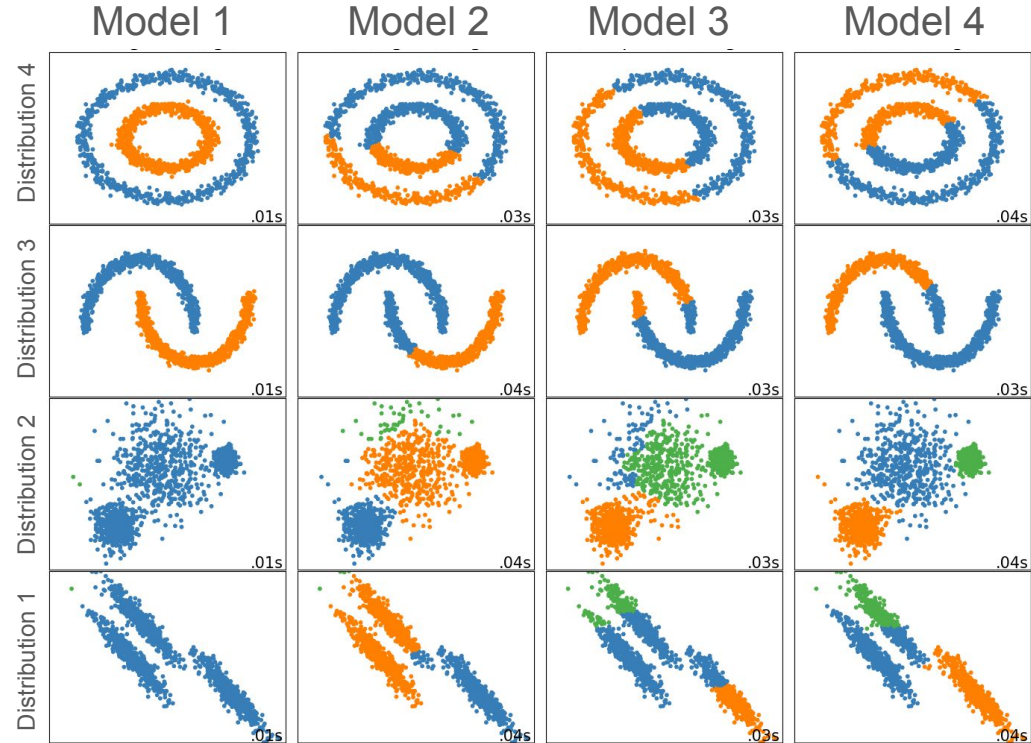 Model 1 Model 2 Model 3 Model 4
Distribution 4
.01s .03s .03s .04s
Distribution 3
.01s .04s .03s .03s
Distribution 2
.01s .04s .03s .04s
Distribution 1
.01s .04s .03s .04s